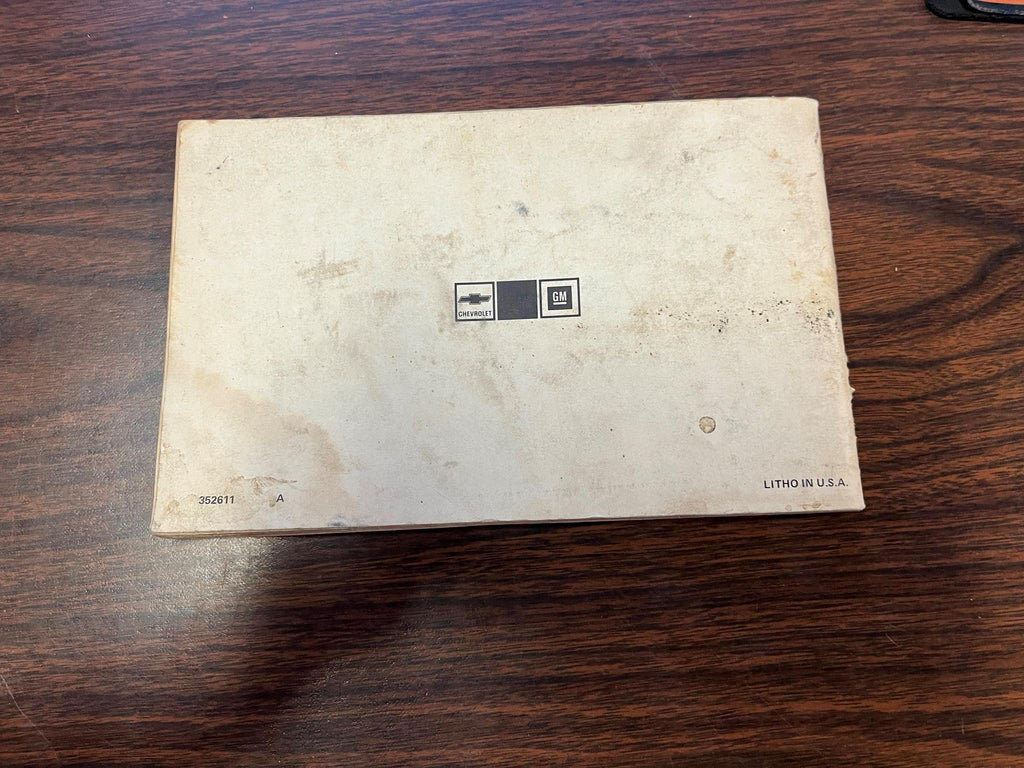 CHEVROLET
GM
352611 A
LITHO IN U.S.A.